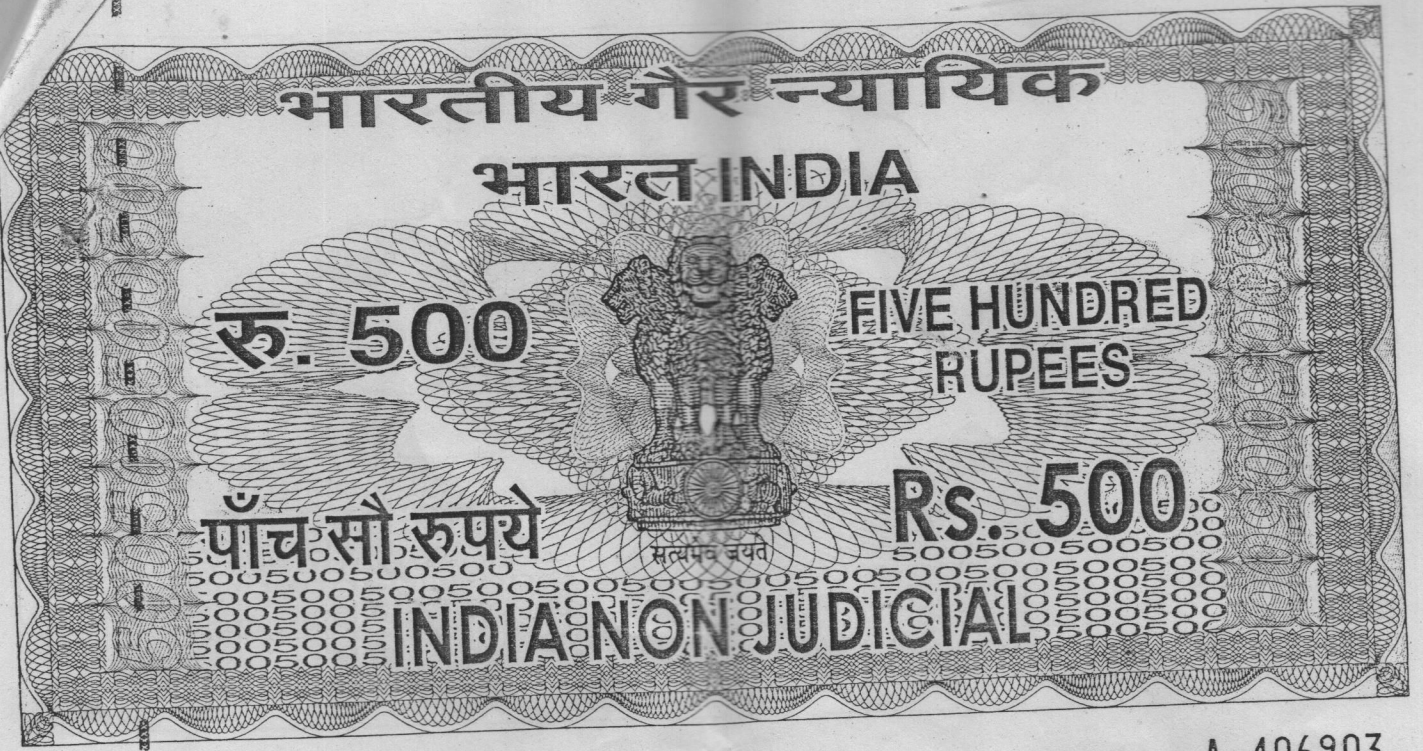 भारतीय गैर न्यायिक
भारत INDIA
रु. 500
FIVE HUNDRED
RUPEES
पाँच सौ रुपये
Rs. 500
सत्यमेव जयते
INDIA NON JUDICIAL